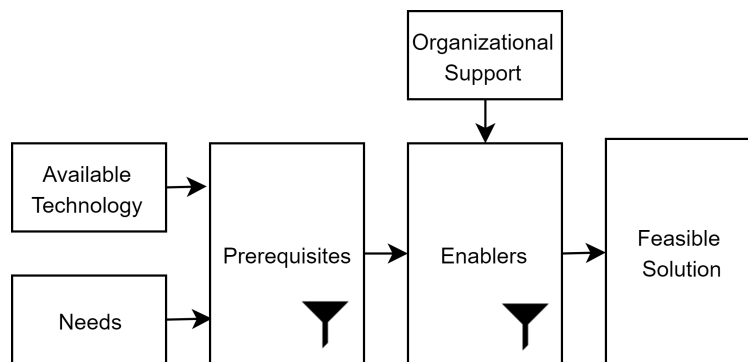 Organizational
Support
Available
Technology
Prerequisites
Enablers
Feasible
Solution
Needs